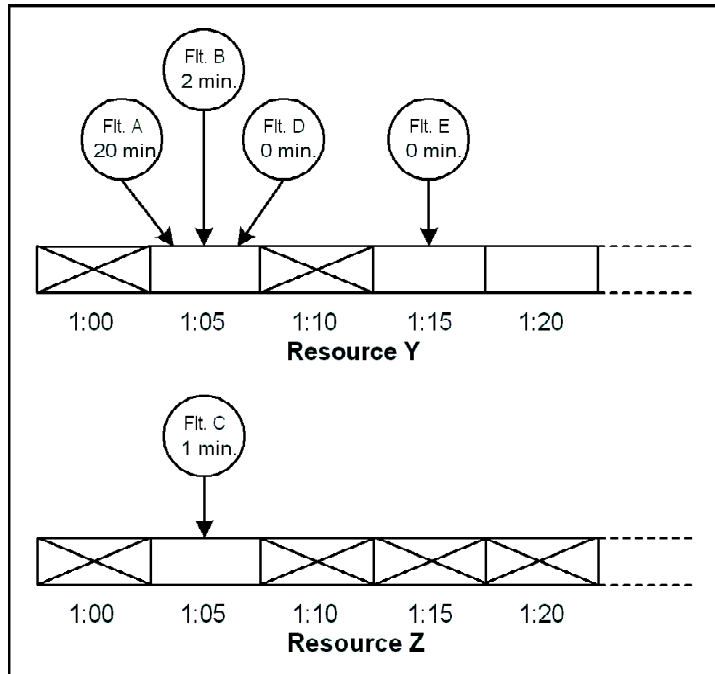 Flt. B
2 min.
Flt. A
20 min.
Flt. D
0 min.
Flt. E
0 min.
1:00 1:05 1:10 1:15 1:20
Resource Y
Flt. C
1 min.
1:00 1:05 1:10 1:15 1:20
Resource Z